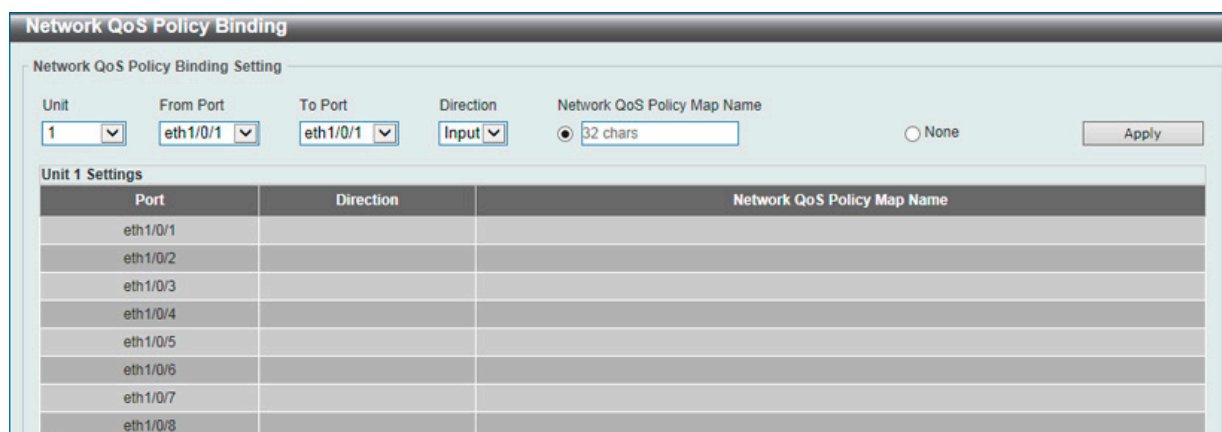 Network QoS Policy Binding
Network QoS Policy Binding Setting
Unit From Port To Port Direction Network QoS Policy Map Name
1 eth1/0/1 eth1/0/1 Input 32 chars None Apply
Unit 1 Settings
Port Direction Network QoS Policy Map Name
eth1/0/1
eth1/0/2
eth1/0/3
eth1/0/4
eth1/0/5
eth1/0/6
eth1/0/7
eth1/0/8